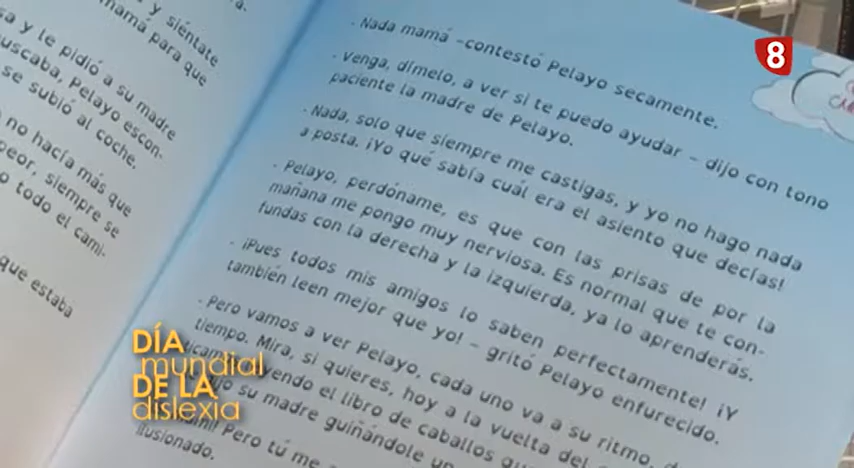 a.
y siéntate
mamá para que
sa y le pidió a su madre
uscaba, Pelayo escon-
se subió al coche.
no hacía más que
peor, siempre se
o todo el cami-
que estaba
- Nada mamá –contestó Pelayo secamente.
- Venga, dímelo, a ver si te puedo ayudar – dijo con tono
paciente la madre de Pelayo.
- Nada, solo que siempre me castigas, y yo no hago nada
a posta. ¡Yo qué sabía cuál era el asiento que decías!
- Pelayo, perdóname, es que con las prisas de por la
mañana me pongo muy nerviosa. Es normal que te con-
fundas con la derecha y la izquierda, ya lo aprenderás.
- ¡Pues todos mis amigos lo saben perfectamente! ¡Y
también leen mejor que yo! – gritó Pelayo enfurecido.
- Pero vamos a ver Pelayo, cada uno va a su ritmo,
tiempo. Mira, si quieres, hoy a la vuelta del
yendo el libro de caballos
su madre guiñándole
¡Pero tú me
ilusionado.
8
DÍA
mundial
DE LA
dislexia